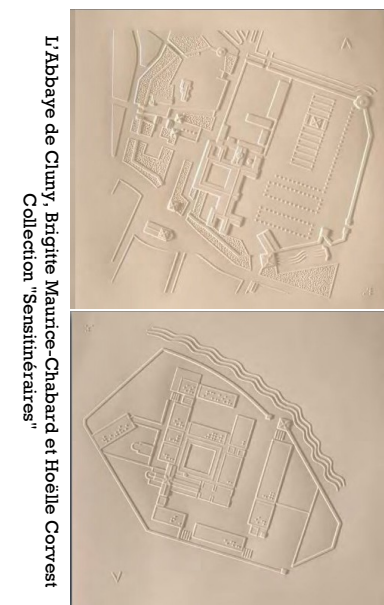 L'Abbaye de Cluny, Brigitte Maurice-Chabard et Hoëlle Corvest
Collection "Sensitinéraires"